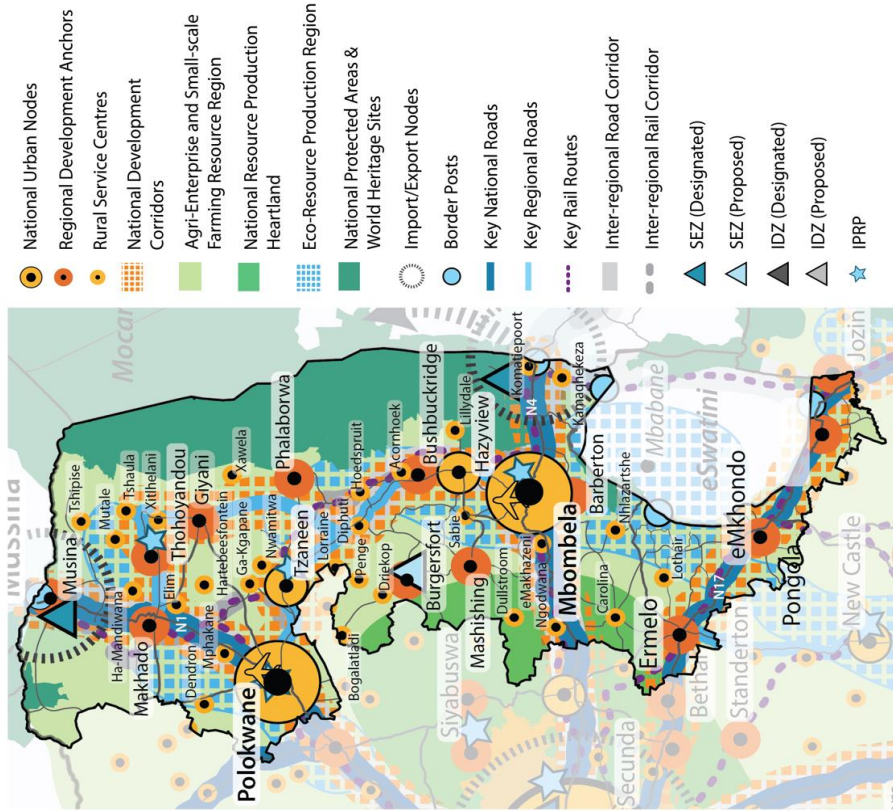 National Urban Nodes
Regional Development Anchors
Rural Service Centres
National Development
Corridors
Agri-Enterprise and Small-scale
Farming Resource Region
National Resource Production
Heartland
Eco-Resource Production Region
National Protected Areas &
World Heritage Sites
Import/Export Nodes
Border Posts
Key National Roads
Key Regional Roads
Key Rail Routes
Inter-regional Road Corridor
Inter-regional Rail Corridor
SEZ (Designated)
SEZ (Proposed)
IDZ (Designated)
IDZ (Proposed)
IPRP
Mussina
Musina
Tshipise
Mutale
Tshaula
Xithelani
Ha-Mandiwana
Thohoyandou
Makhado
Elim
Giyani
N1
Dendron
Mphakane
Hartebeesfontein
Ga-Kgapane
Xawela
Nwamitwa
Polokwane
Tzaneen
Phalaborwa
Lorraine
Diphuti
Hoedspruit
Bogalatladi
Penge
Driekop
Acornhoek
Burgersfort
Bushbuckridge
Lillydale
Sabie
Hazyview
Mashishing
Dullstroom
eMakhazeni
Ngodwana
Mbombela
N4
Komatiepoort
Kamaqhekeza
Barberton
Carolina
Nhlazartshe
Mbabane
eSwatini
Lothair
Ermelo
N17
eMkhondo
Pongola
Siyabuswa
Secunda
Bethal
Standerton
New Castle
Jozin